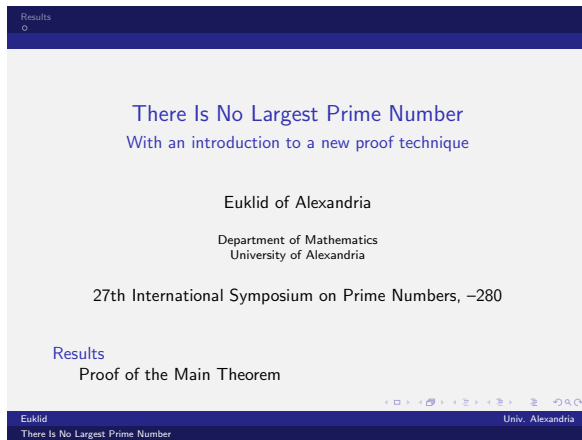 Results
There Is No Largest Prime Number
With an introduction to a new proof technique
Euklid of Alexandria
Department of Mathematics
University of Alexandria
27th International Symposium on Prime Numbers, –280
Results
Proof of the Main Theorem
Euklid Univ. Alexandria
There Is No Largest Prime Number